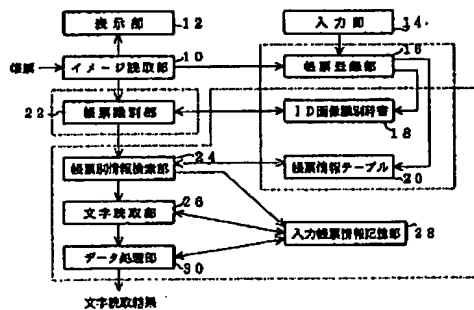 表示部 12
入力部 14
帳票 イメージ読取部 10
帳票登録部 16
22 帳票識別部
ID画像識別辞書 18
帳票別情報検索部 24
帳票情報テーブル 20
文字読取部 26
入力帳票情報記憶部 28
データ処理部 30
文字読取結果